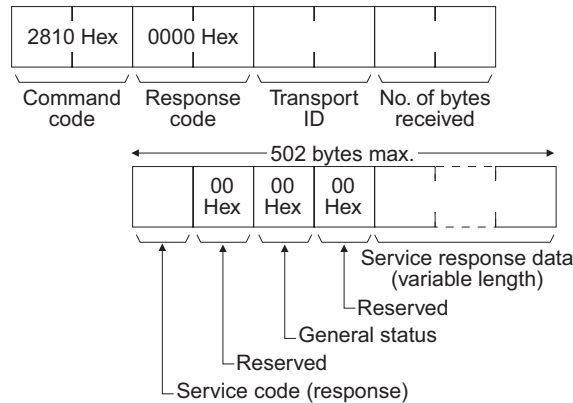 2810 Hex 0000 Hex
Command code Response code Transport ID No. of bytes received
502 bytes max.
00 Hex 00 Hex 00 Hex
Service response data
(variable length)
Reserved
General status
Reserved
Service code (response)